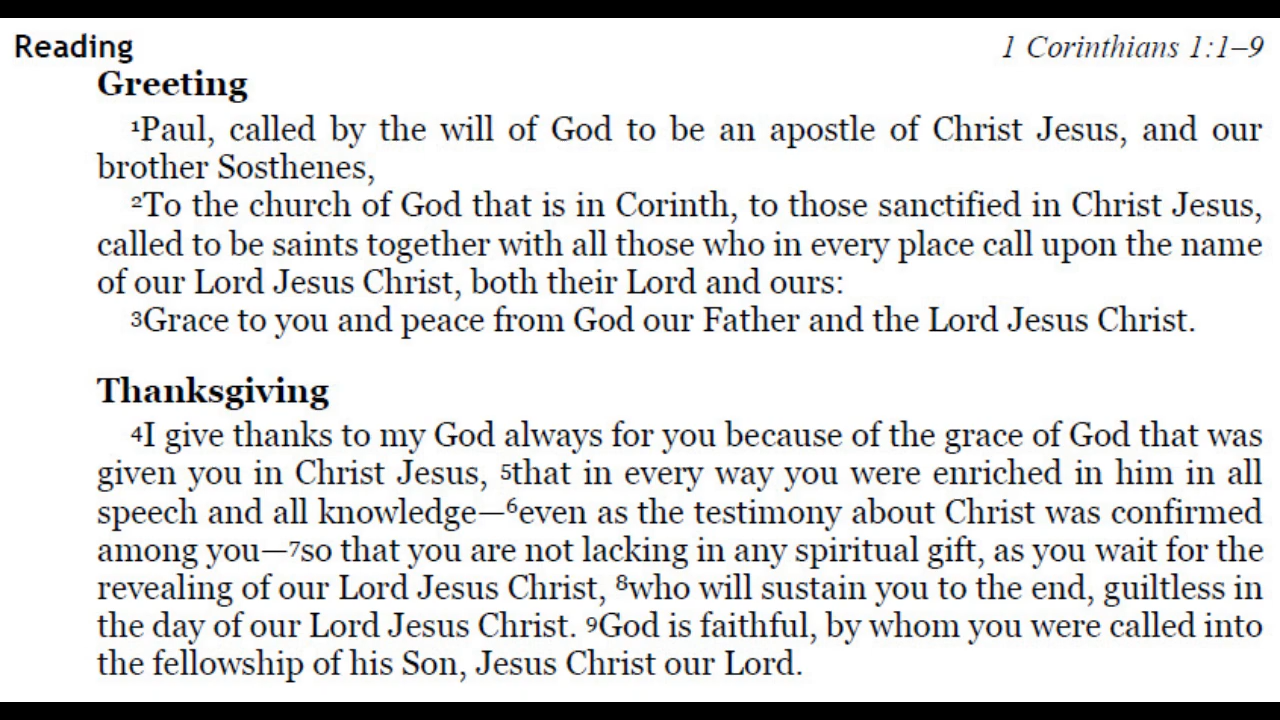 Reading 1 Corinthians 1:1–9
Greeting
¹Paul, called by the will of God to be an apostle of Christ Jesus, and our
brother Sosthenes,
²To the church of God that is in Corinth, to those sanctified in Christ Jesus,
called to be saints together with all those who in every place call upon the name
of our Lord Jesus Christ, both their Lord and ours:
³Grace to you and peace from God our Father and the Lord Jesus Christ.
Thanksgiving
⁴I give thanks to my God always for you because of the grace of God that was
given you in Christ Jesus, ⁵that in every way you were enriched in him in all
speech and all knowledge—⁶even as the testimony about Christ was confirmed
among you—⁷so that you are not lacking in any spiritual gift, as you wait for the
revealing of our Lord Jesus Christ, ⁸who will sustain you to the end, guiltless in
the day of our Lord Jesus Christ. ⁹God is faithful, by whom you were called into
the fellowship of his Son, Jesus Christ our Lord.